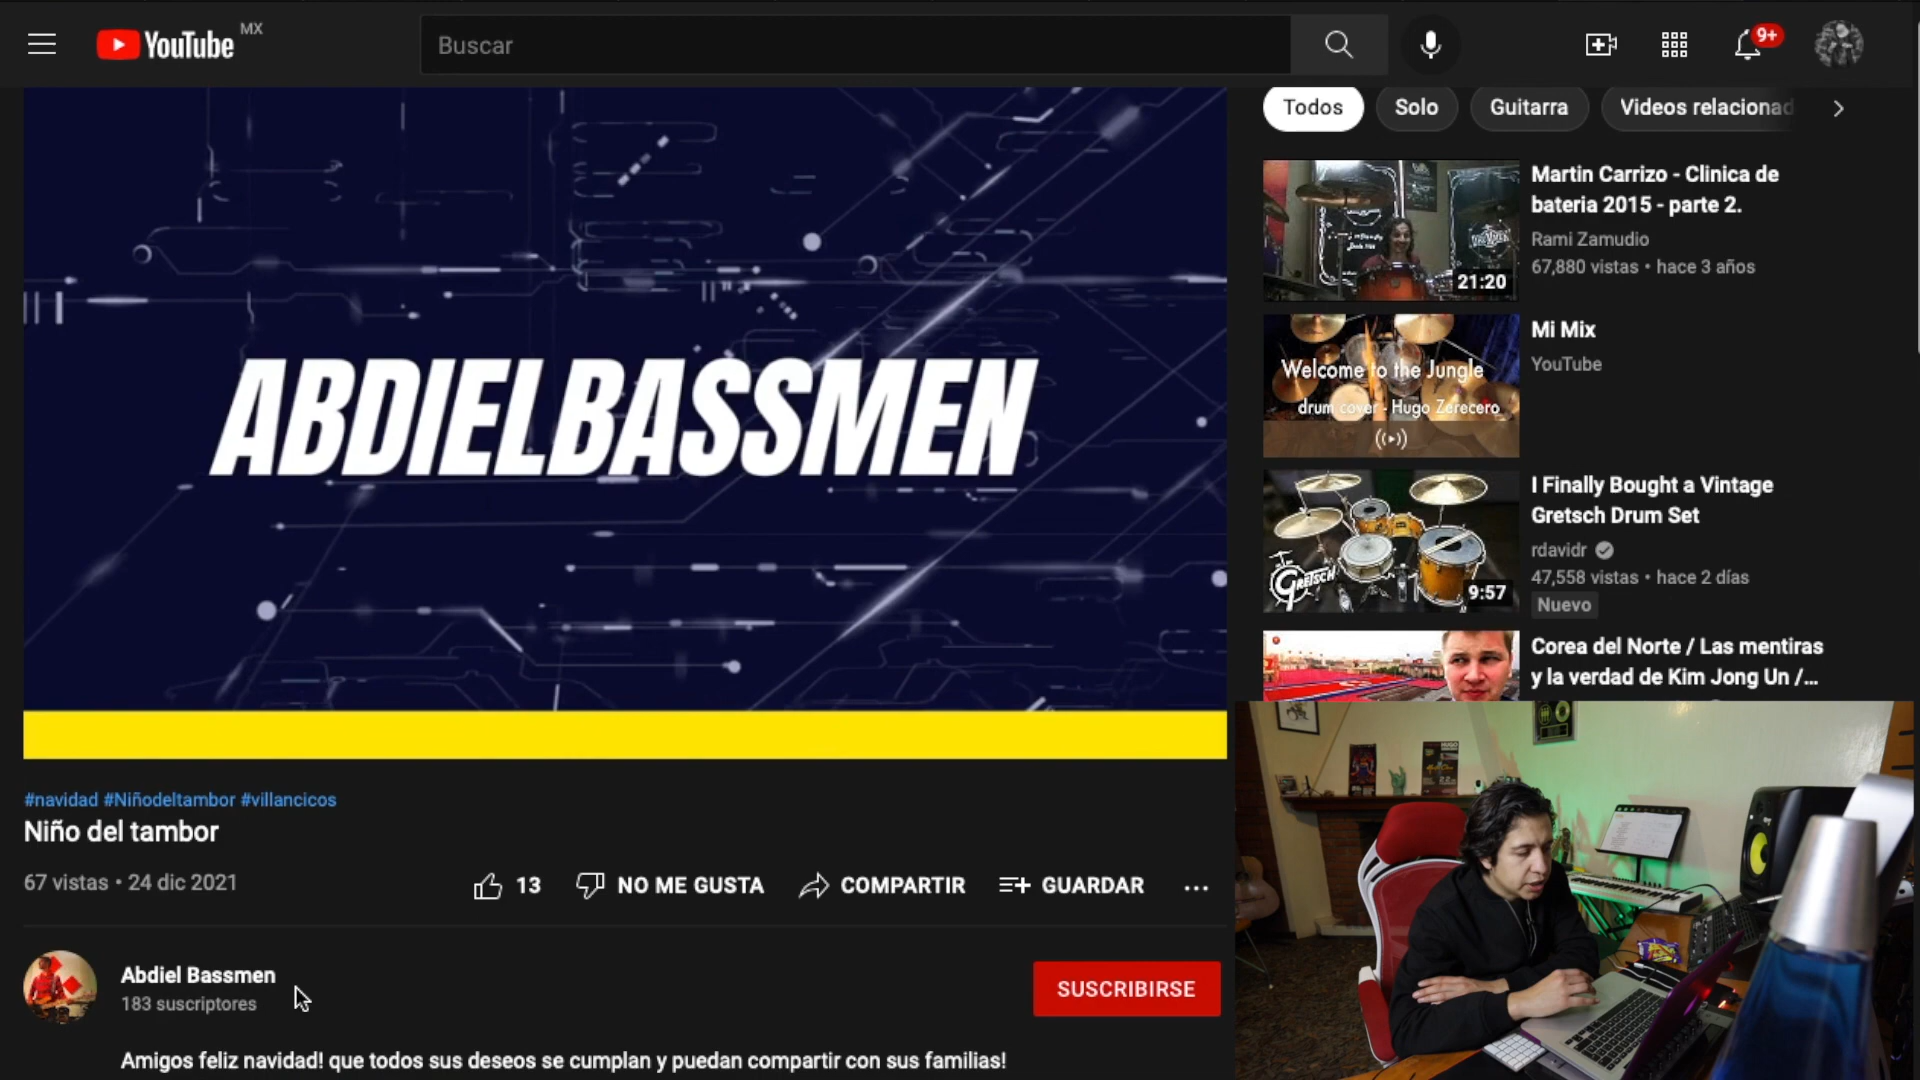 YouTube MX
Buscar
9+
ABDIELBASSMEN
Todos
Solo
Guitarra
Videos relacionad
Martin Carrizo - Clinica de
bateria 2015 - parte 2.
Rami Zamudio
67,880 vistas • hace 3 años
21:20
Welcome to the Jungle
drum cover - Hugo Zerecero
Mi Mix
YouTube
GRETSCH
9:57
I Finally Bought a Vintage
Gretsch Drum Set
rdavidr
47,558 vistas • hace 2 días
Nuevo
Corea del Norte / Las mentiras
y la verdad de Kim Jong Un /...
#navidad #Niñodeltambor #villancicos
Niño del tambor
67 vistas • 24 dic 2021
13
NO ME GUSTA
COMPARTIR
GUARDAR
Abdiel Bassmen
183 suscriptores
SUSCRIBIRSE
Amigos feliz navidad! que todos sus deseos se cumplan y puedan compartir con sus familias!